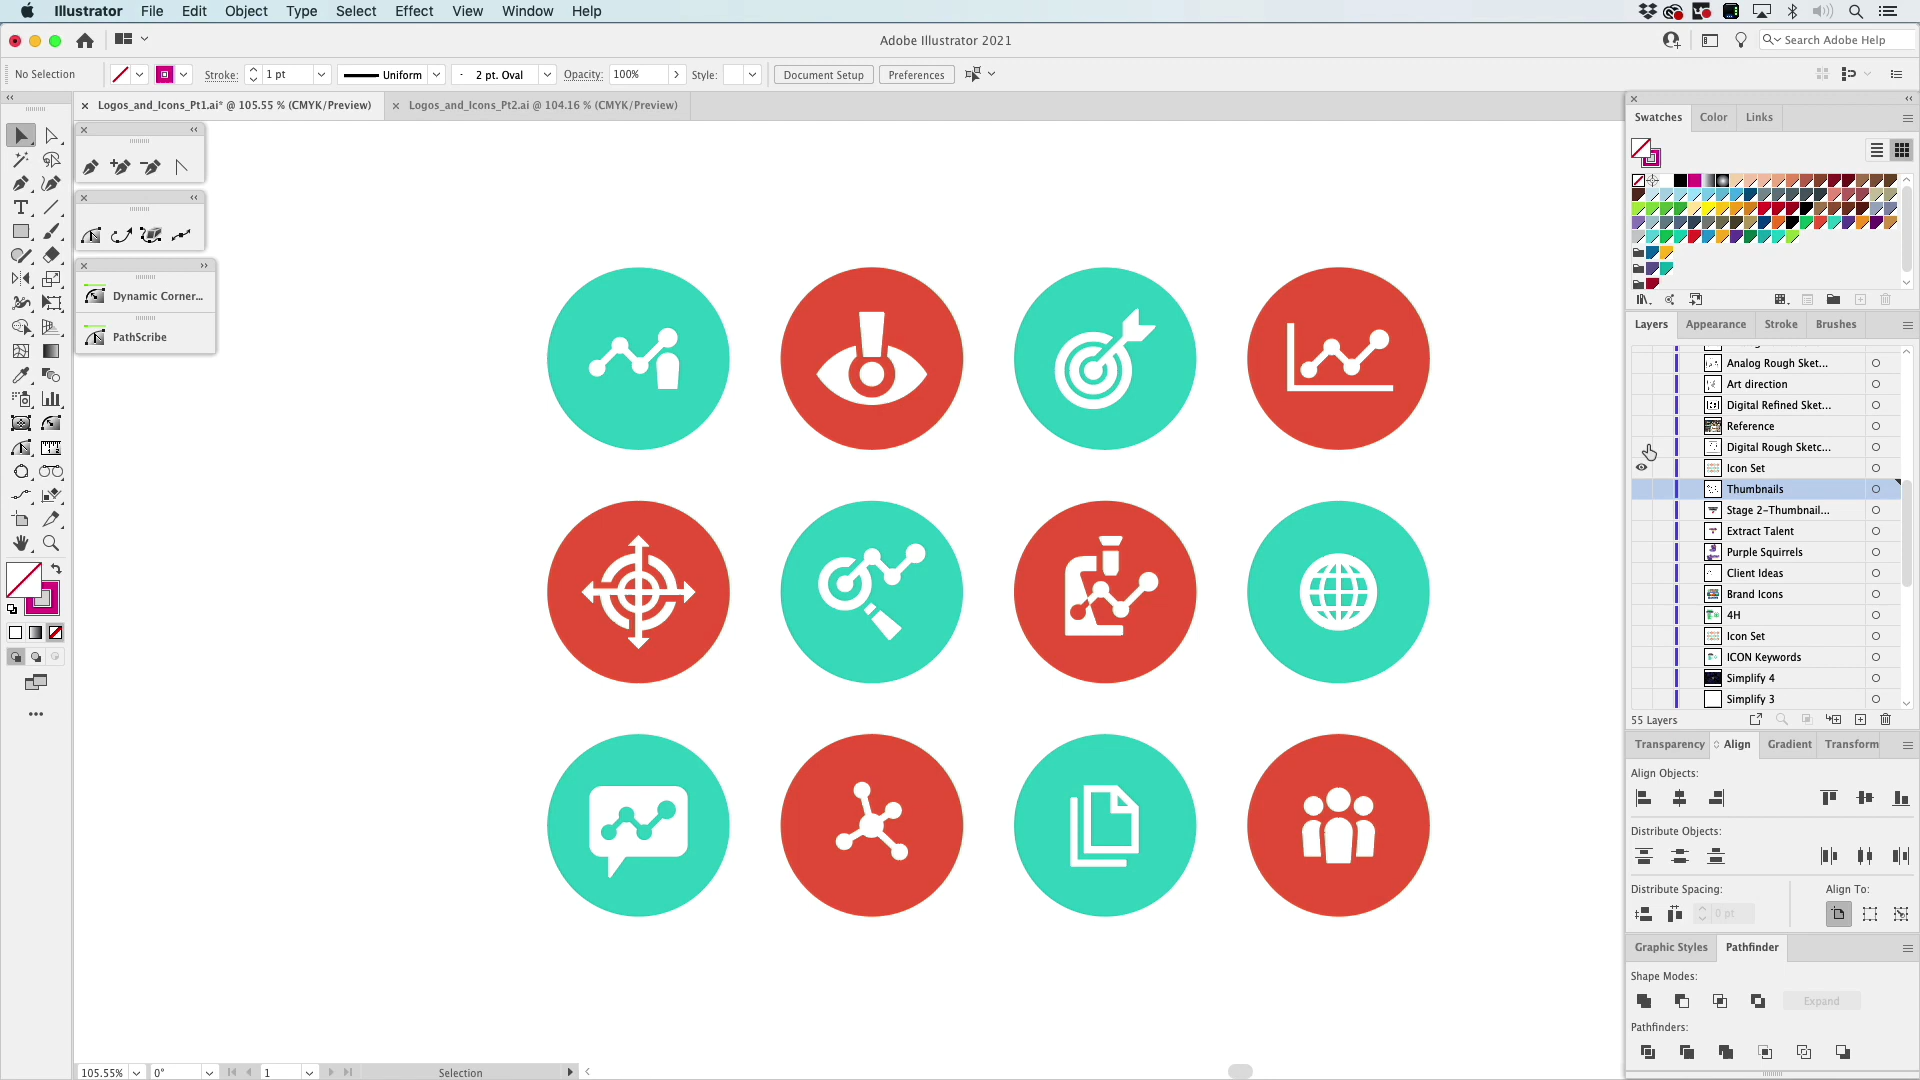 Illustrator File Edit Object Type Select Effect View Window Help
Adobe Illustrator 2021
Search Adobe Help
No Selection Stroke: 1 pt Uniform 2 pt. Oval Opacity: 100% Style: Document Setup Preferences
Logos_and_Icons_Pt1.ai* @ 105.55 % (CMYK/Preview) Logos_and_Icons_Pt2.ai @ 104.16 % (CMYK/Preview)
Swatches Color Links
Dynamic Corner...
PathScribe
Layers Appearance Stroke Brushes
Analog Rough Sket...
Art direction
Digital Refined Sket...
Reference
Digital Rough Sketc...
Icon Set
Thumbnails
Stage 2-Thumbnail...
Extract Talent
Purple Squirrels
Client Ideas
Brand Icons
4H
Icon Set
ICON Keywords
Simplify 4
Simplify 3
55 Layers
Transparency Align Gradient Transform
Align Objects:
Distribute Objects:
Distribute Spacing: Align To:
0 pt
Graphic Styles Pathfinder
Shape Modes:
Expand
Pathfinders:
105.55% 0° 1 Selection